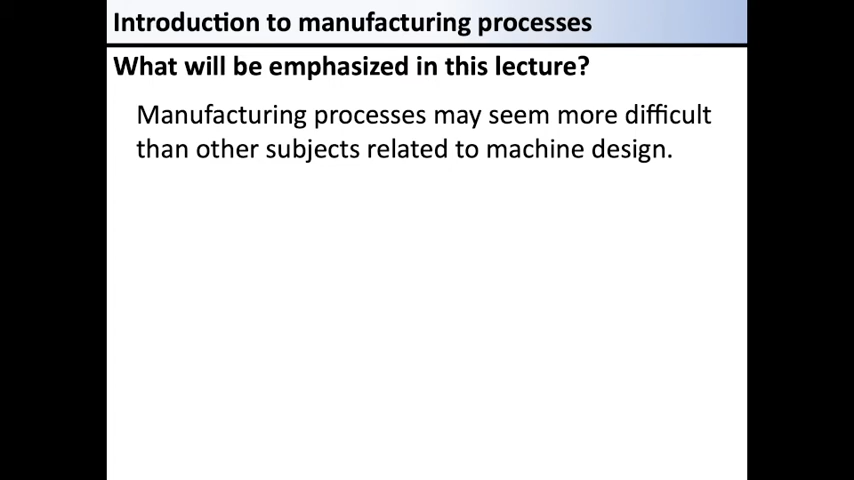 Introduction to manufacturing processes
What will be emphasized in this lecture?
Manufacturing processes may seem more difficult
than other subjects related to machine design.